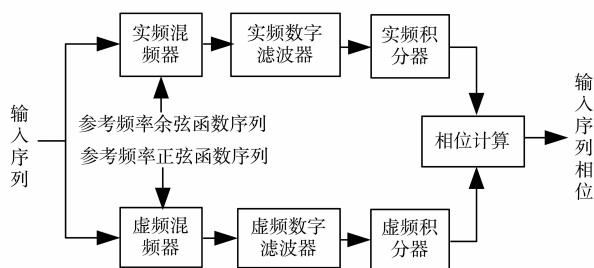 输入序列
实频混
频器
实频数字
滤波器
实频积
分器
参考频率余弦函数序列
参考频率正弦函数序列
虚频混
频器
虚频数字
滤波器
虚频积
分器
相位计算
输入序列相位